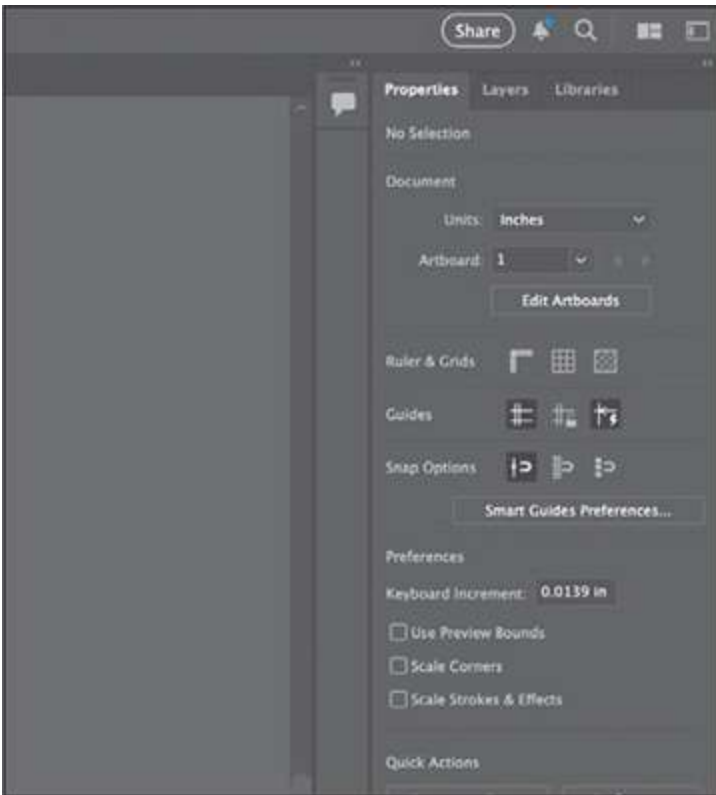 Share
Properties Layers Libraries
No Selection
Document
Units: Inches
Artboard: 1
Edit Artboards
Ruler & Grids
Guides
Snap Options
Smart Guides Preferences...
Preferences
Keyboard Increment: 0.0139 in
Use Preview Bounds
Scale Corners
Scale Strokes & Effects
Quick Actions